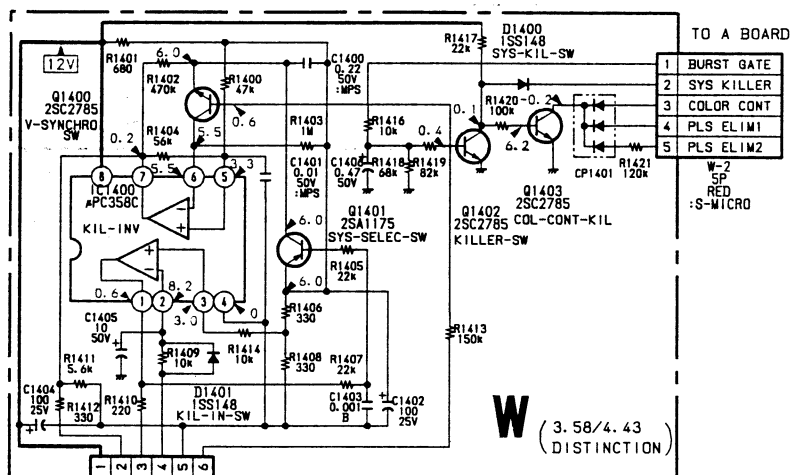 TO A BOARD
1 BURST GATE
2 SYS KILLER
3 COLOR CONT
4 PLS ELIM1
5 PLS ELIM2
W-2
5P
RED
:S-MICRO
12V
R1401
680
6.0
R1402
470k
R1400
47k
C1400
0.22
50V
:MPS
R1417
22k
D1400
1SS148
SYS-KIL-SW
Q1400
2SC2785
V-SYNCHRO
SW
0.6
R1404
56k
0.2
5.5
R1403
1M
R1416
10k
0.1
R1420
100k
0.2
0.4
6.2
CP1401
R1421
120k
5.5
3.3
8
7
6
5
IC1400
µPC358C
KIL-INV
C1401
0.01
50V
:MPS
0.47
50V
R1418
68k
R1419
82k
Q1402
2SC2785
KILLER-SW
Q1403
2SC2785
COL-CONT-KIL
6.0
Q1401
2SA1175
SYS-SELEC-SW
R1405
22k
6.0
0.6
8.2
3.0
0
1
2
3
4
R1406
330
C1405
10
50V
R1409
10k
R1414
10k
R1408
330
R1407
22k
R1413
150k
R1411
5.6k
C1404
100
25V
R1412
330
R1410
220
D1401
1SS148
KIL-IN-SW
C1403
0.001
B
C1402
100
25V
W
(3.58/4.43
DISTINCTION)
1 2 3 4 5 6